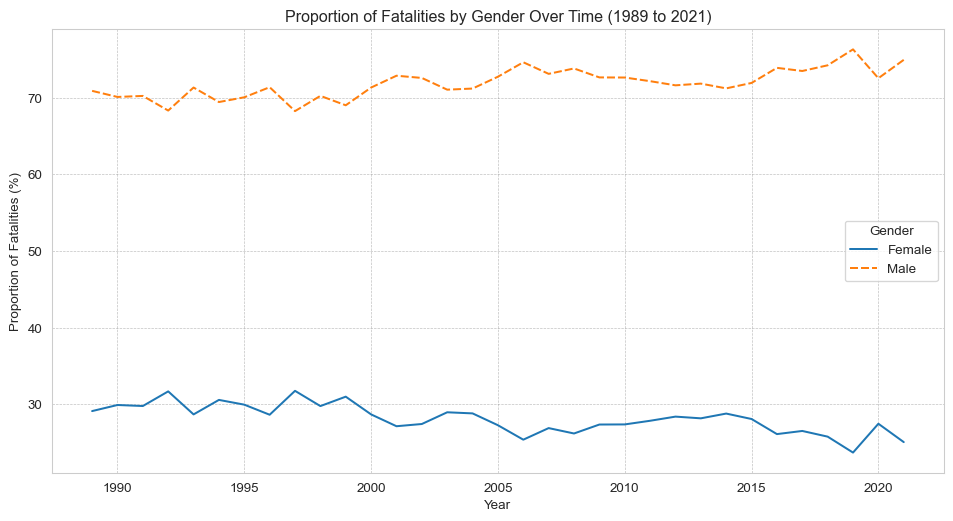 Proportion of Fatalities by Gender Over Time (1989 to 2021)
Proportion of Fatalities (%)
70
60
50
40
30
Gender
Female
Male
1990 1995 2000 2005 2010 2015 2020
Year